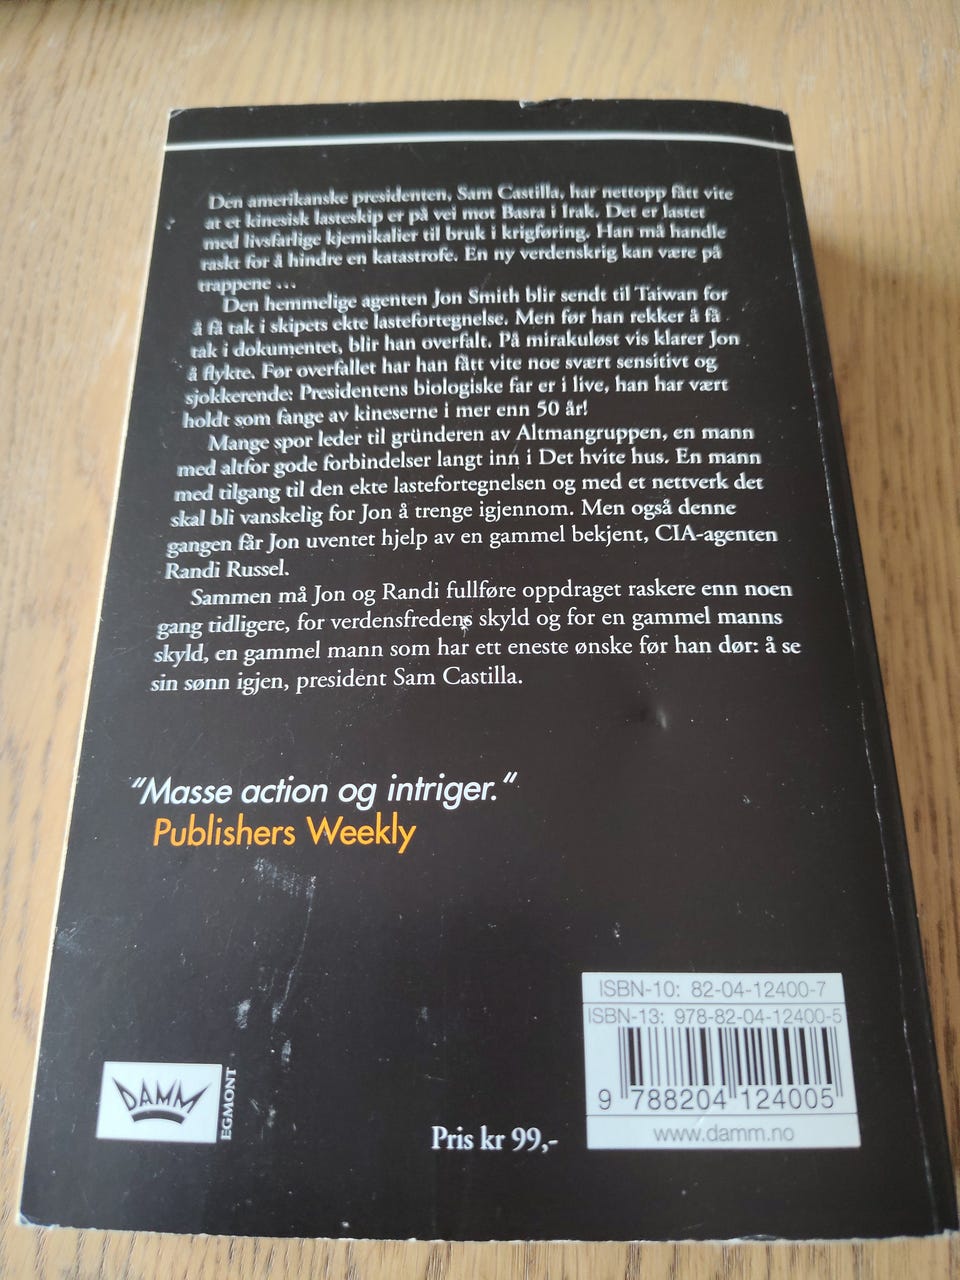 Den amerikanske presidenten, Sam Castilla, har nettopp fått vite
at et kinesisk lasteskip er på vei mot Basra i Irak. Det er lastet
med livsfarlige kjemikalier til bruk i krigføring. Han må handle
raskt for å hindre en katastrofe. En ny verdenskrig kan være på
trappene ...
Den hemmelige agenten Jon Smith blir sendt til Taiwan for
å få tak i skipets ekte lastefortegnelse. Men før han rekker å få
tak i dokumentet, blir han overfalt. På mirakuløst vis klarer Jon
å flykte. Før overfallet har han fått vite noe svært sensitivt og
sjokkerende: Presidentens biologiske far er i live, han har vært
holdt som fange av kineserne i mer enn 50 år!
Mange spor leder til gründeren av Altmangruppen, en mann
med altfor gode forbindelser langt inn i Det hvite hus. En mann
med tilgang til den ekte lastefortegnelsen og med et nettverk det
skal bli vanskelig for Jon å trenge igjennom. Men også denne
gangen får Jon uventet hjelp av en gammel bekjent, CIA-agenten
Randi Russel.
Sammen må Jon og Randi fullføre oppdraget raskere enn noen
gang tidligere, for verdensfredens skyld og for en gammel manns
skyld, en gammel mann som har ett eneste ønske før han dør: å se
sin sønn igjen, president Sam Castilla.
"Masse action og intriger."
Publishers Weekly
ISBN-10: 82-04-12400-7
ISBN-13: 978-82-04-12400-5
9 788204 124005
www.damm.no
DAMM
EGMONT
Pris kr 99,-